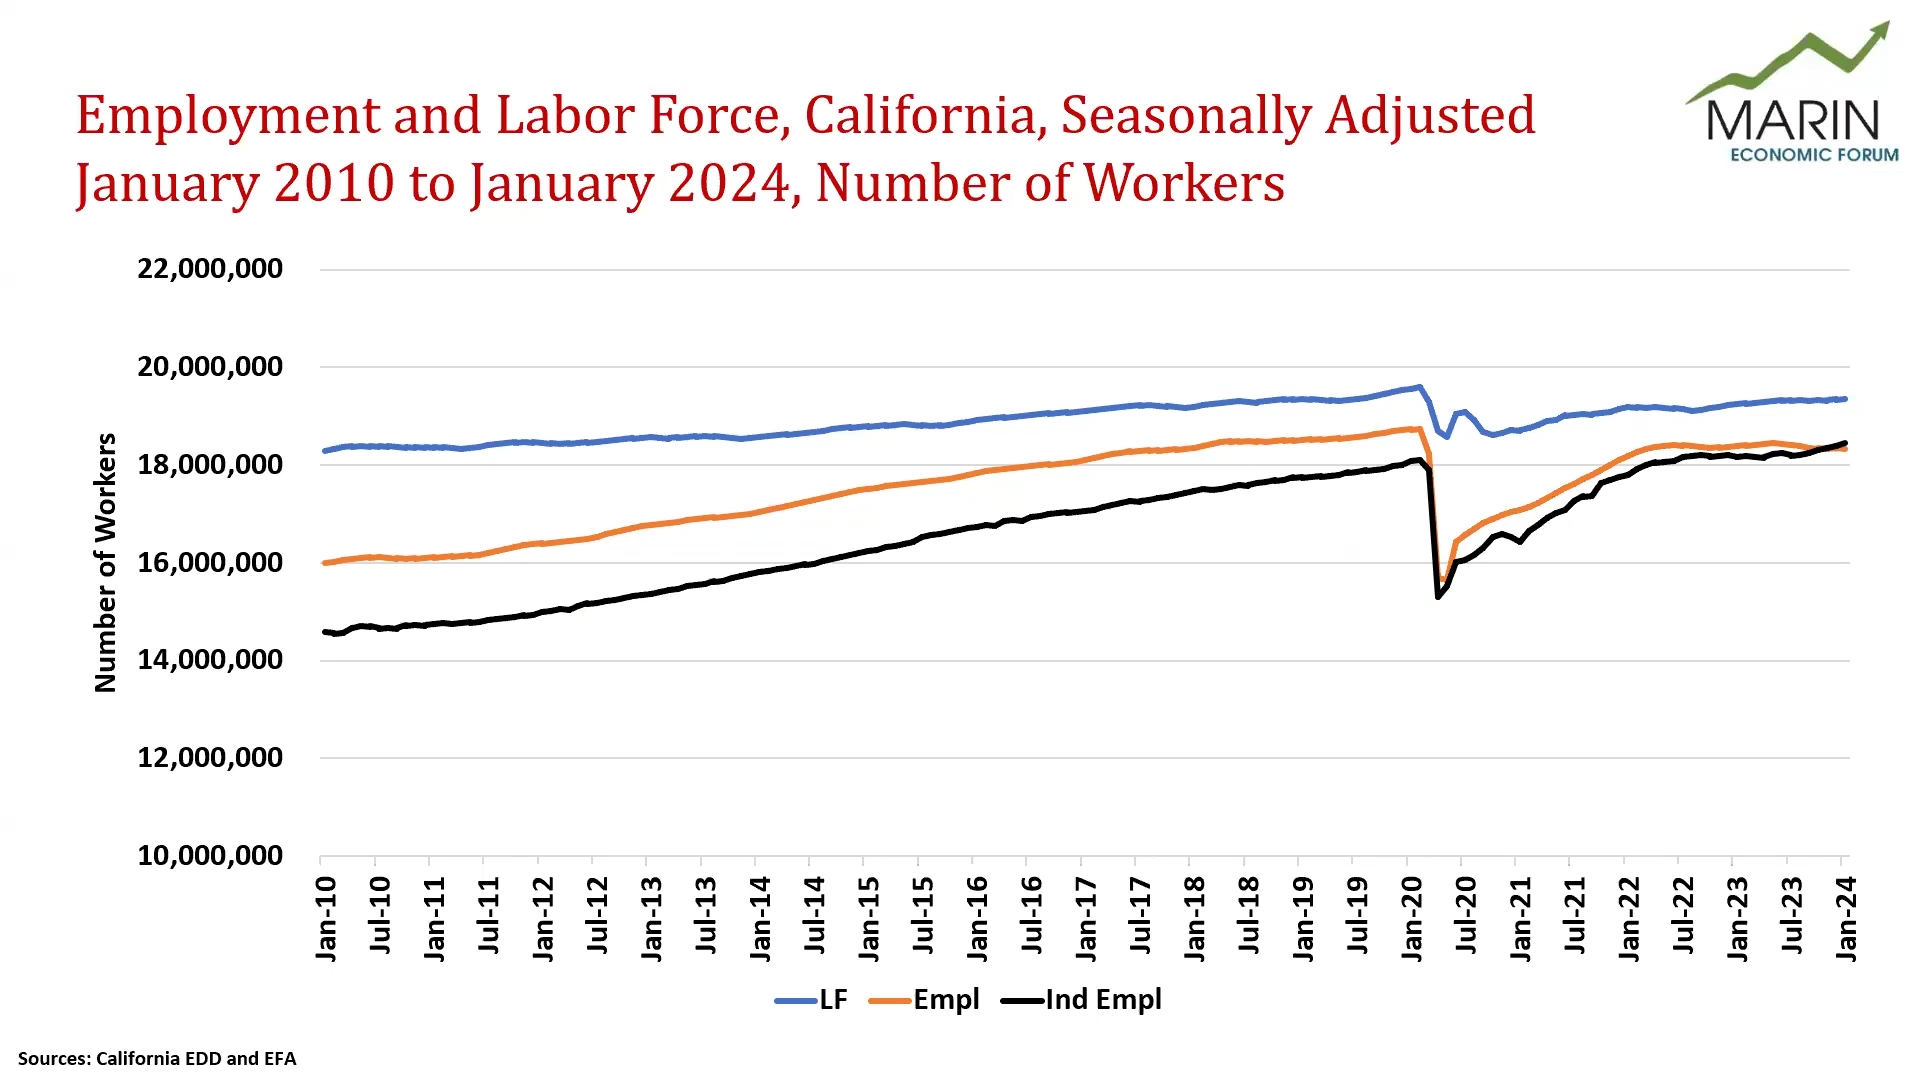 Employment and Labor Force, California, Seasonally Adjusted
January 2010 to January 2024, Number of Workers
MARIN
ECONOMIC FORUM
22,000,000
20,000,000
18,000,000
16,000,000
14,000,000
12,000,000
10,000,000
Number of Workers
Jan-10
Jul-10
Jan-11
Jul-11
Jan-12
Jul-12
Jan-13
Jul-13
Jan-14
Jul-14
Jan-15
Jul-15
Jan-16
Jul-16
Jan-17
Jul-17
Jan-18
Jul-18
Jan-19
Jul-19
Jan-20
Jul-20
Jan-21
Jul-21
Jan-22
Jul-22
Jan-23
Jul-23
Jan-24
LF Empl Ind Empl
Sources: California EDD and EFA